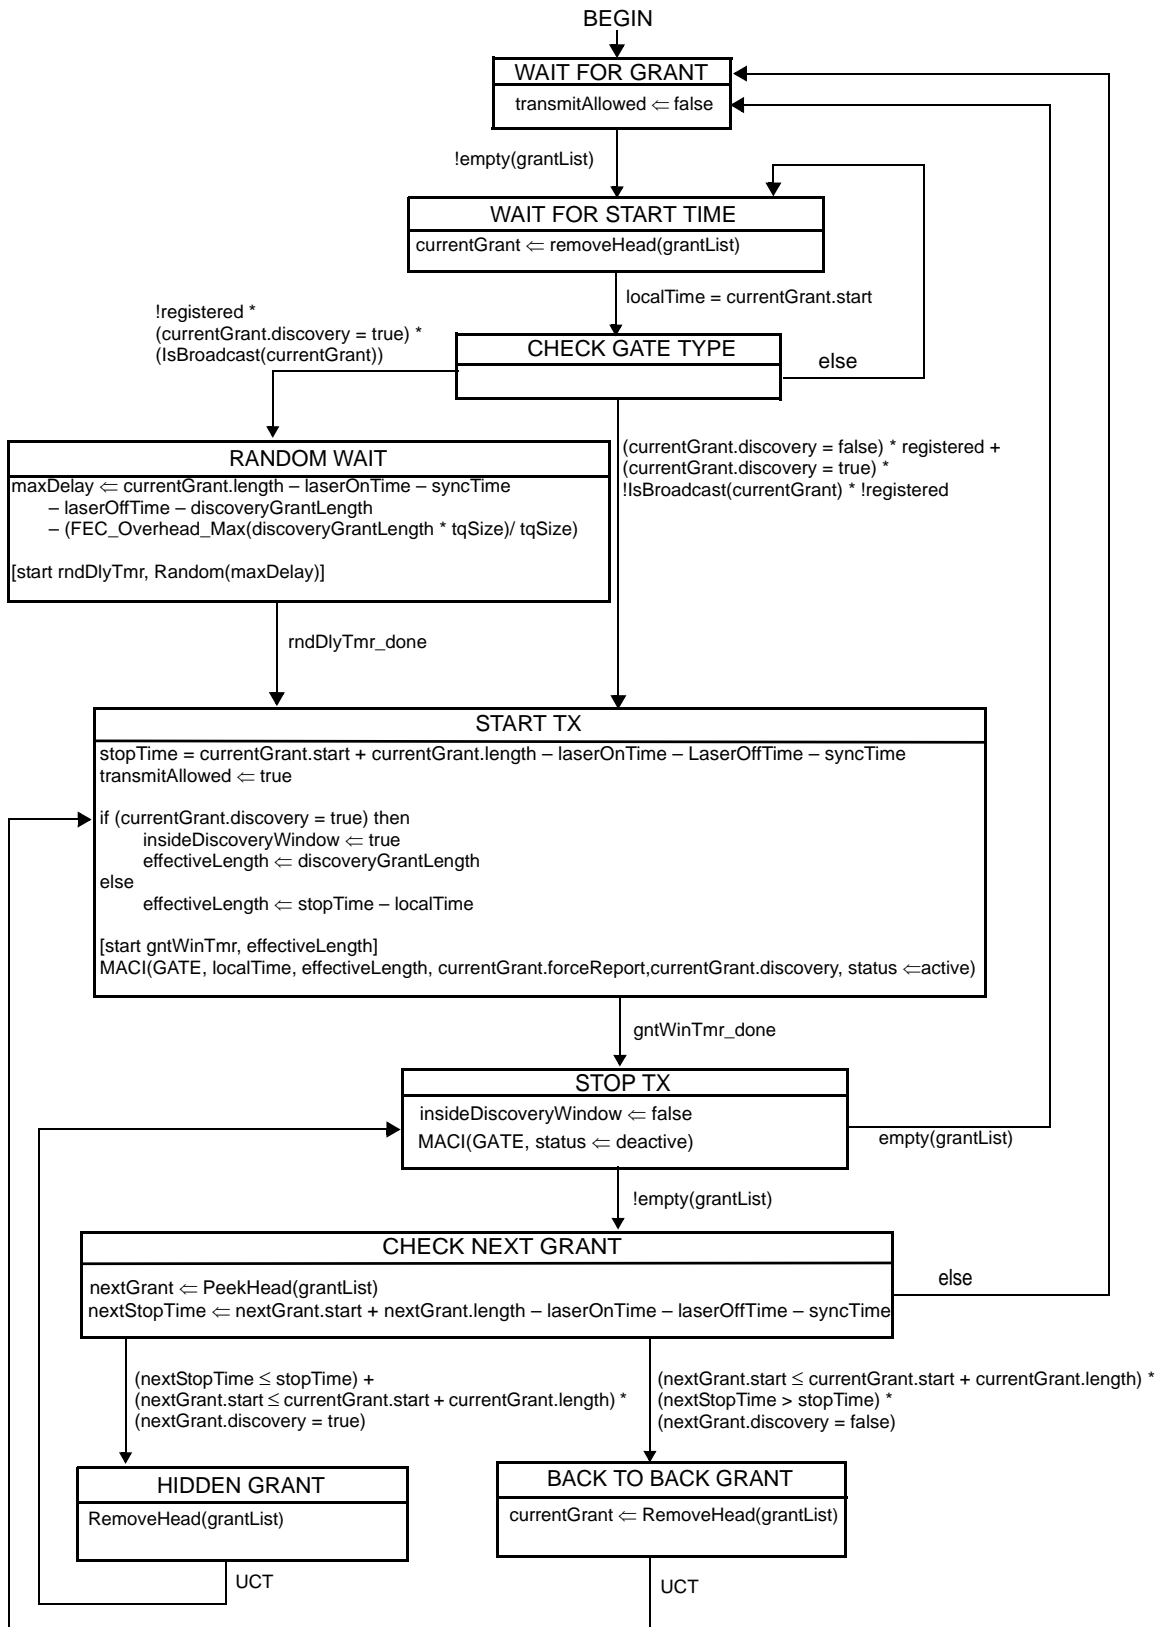 BEGIN
WAIT FOR GRANT
transmitAllowed ⇐ false
!empty(grantList)
WAIT FOR START TIME
currentGrant ⇐ removeHead(grantList)
localTime = currentGrant.start
!registered *
(currentGrant.discovery = true) *
(IsBroadcast(currentGrant))
CHECK GATE TYPE
else
(currentGrant.discovery = false) * registered +
(currentGrant.discovery = true) *
!IsBroadcast(currentGrant) * !registered
RANDOM WAIT
maxDelay ⇐ currentGrant.length – laserOnTime – syncTime
– laserOffTime – discoveryGrantLength
– (FEC_Overhead_Max(discoveryGrantLength * tqSize)/ tqSize)
[start rndDlyTmr, Random(maxDelay)]
rndDlyTmr_done
START TX
stopTime = currentGrant.start + currentGrant.length – laserOnTime – LaserOffTime – syncTime
transmitAllowed ⇐ true
if (currentGrant.discovery = true) then
insideDiscoveryWindow ⇐ true
effectiveLength ⇐ discoveryGrantLength
else
effectiveLength ⇐ stopTime – localTime
[start gntWinTmr, effectiveLength]
MACI(GATE, localTime, effectiveLength, currentGrant.forceReport,currentGrant.discovery, status ⇐active)
gntWinTmr_done
STOP TX
insideDiscoveryWindow ⇐ false
MACI(GATE, status ⇐ deactive)
empty(grantList)
!empty(grantList)
CHECK NEXT GRANT
nextGrant ⇐ PeekHead(grantList)
nextStopTime ⇐ nextGrant.start + nextGrant.length – laserOnTime – laserOffTime – syncTime
else
(nextStopTime ≤ stopTime) +
(nextGrant.start ≤ currentGrant.start + currentGrant.length) *
(nextGrant.discovery = true)
(nextGrant.start ≤ currentGrant.start + currentGrant.length) *
(nextStopTime > stopTime) *
(nextGrant.discovery = false)
HIDDEN GRANT
RemoveHead(grantList)
UCT
BACK TO BACK GRANT
currentGrant ⇐ RemoveHead(grantList)
UCT